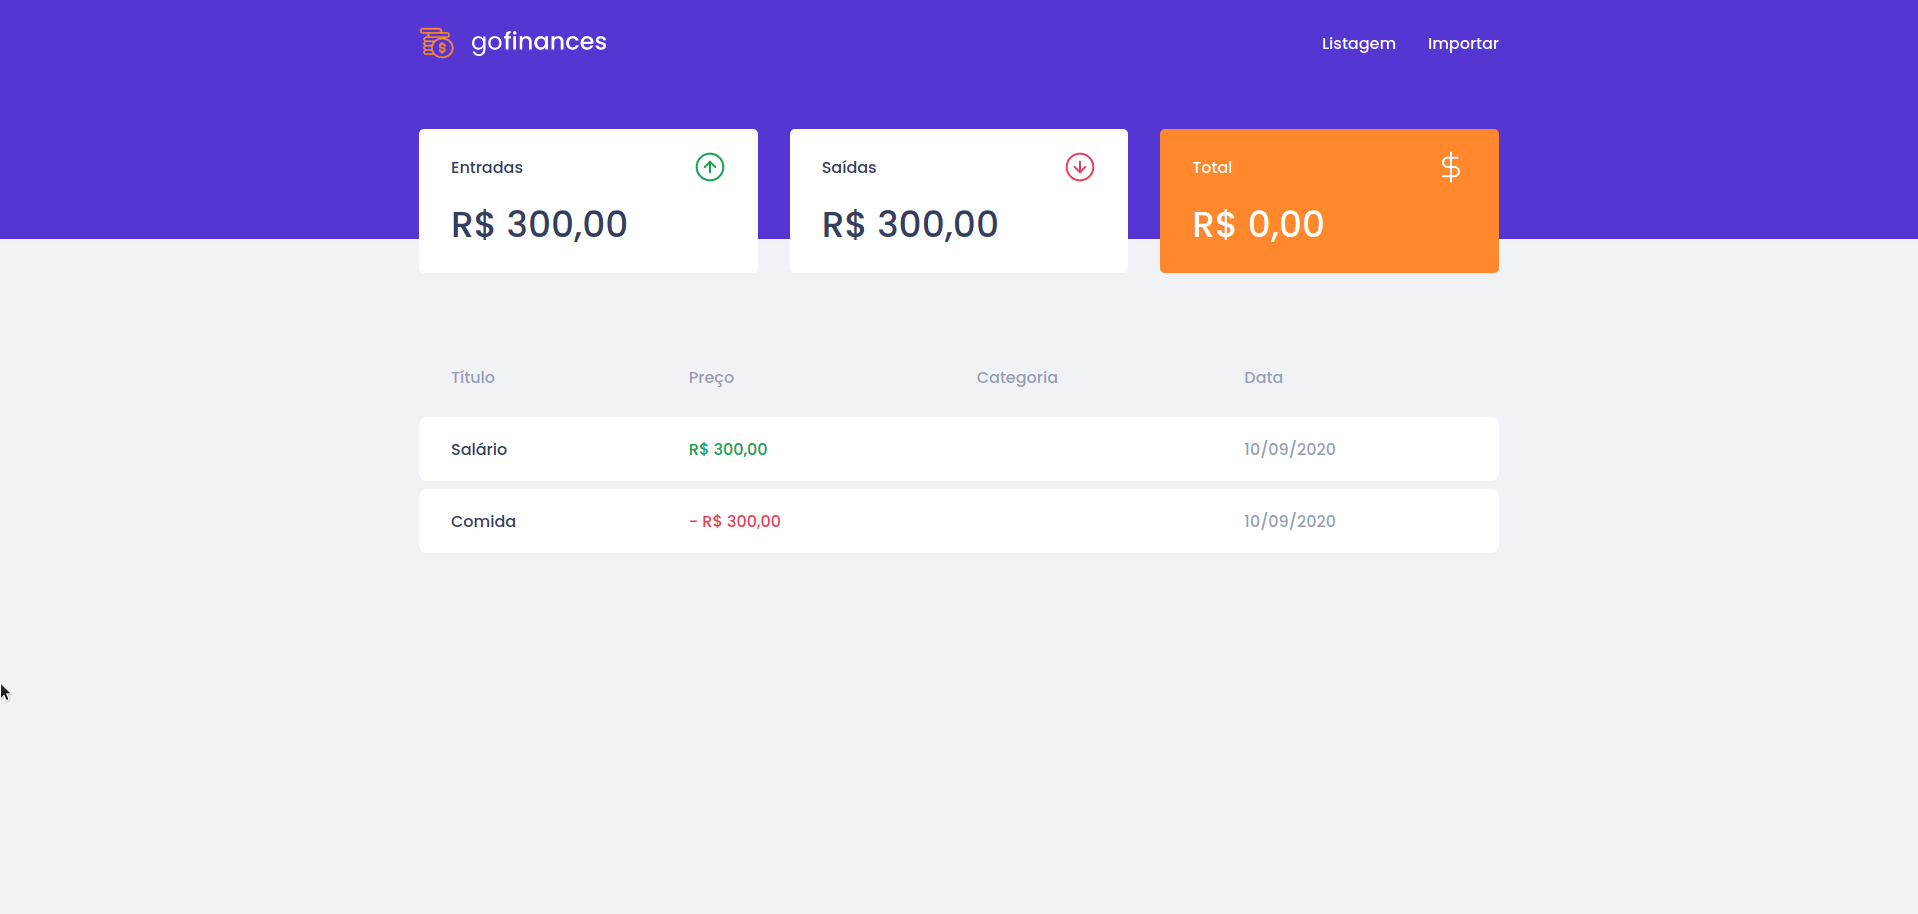 gofinances Listagem Importar
Entradas Saídas Total
R$ 300,00 R$ 300,00 R$ 0,00
Título Preço Categoria Data
Salário R$ 300,00 10/09/2020
Comida - R$ 300,00 10/09/2020